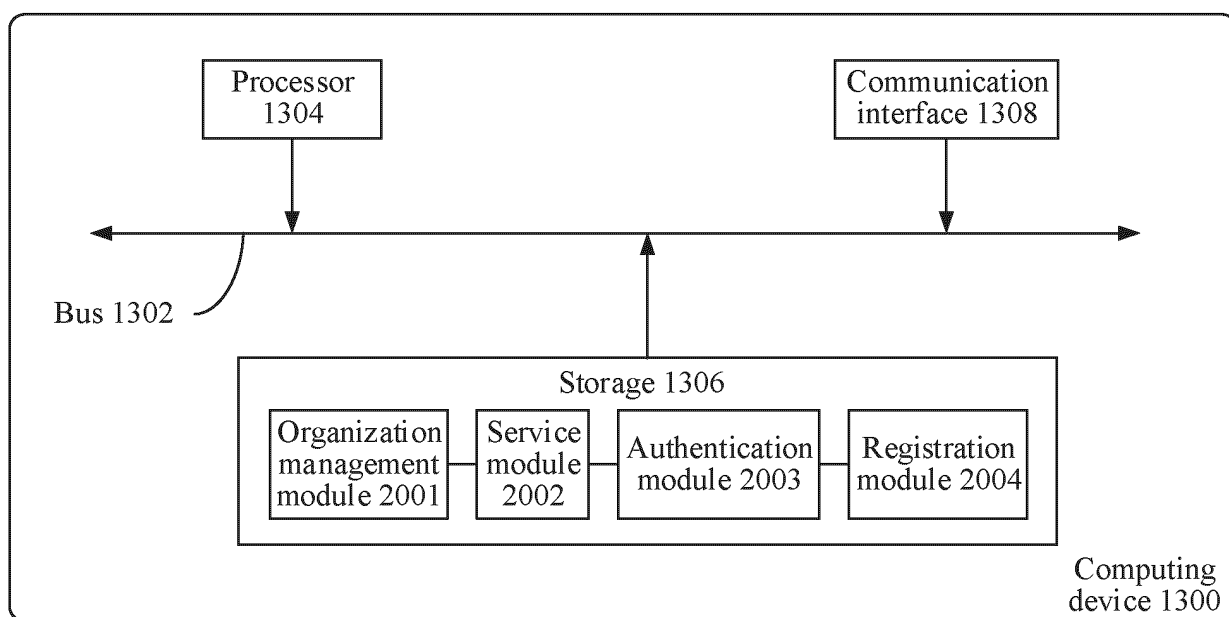 Processor
1304
Communication
interface 1308
Bus 1302
Storage 1306
Organization
management
module 2001
Service
module
2002
Authentication
module 2003
Registration
module 2004
Computing
device 1300